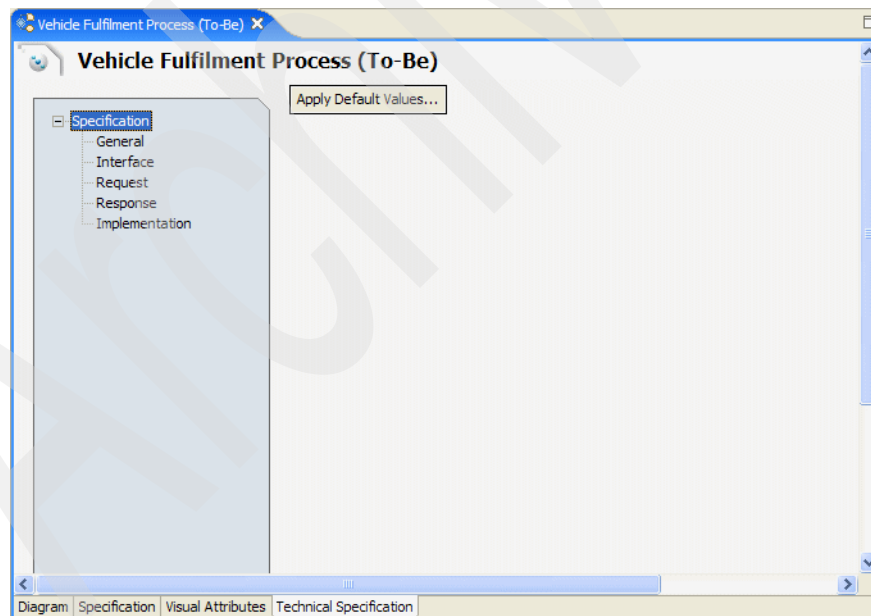 Vehicle Fulfilment Process (To-Be)
Vehicle Fulfilment Process (To-Be)
Apply Default Values...
Specification
General
Interface
Request
Response
Implementation
Diagram Specification Visual Attributes Technical Specification